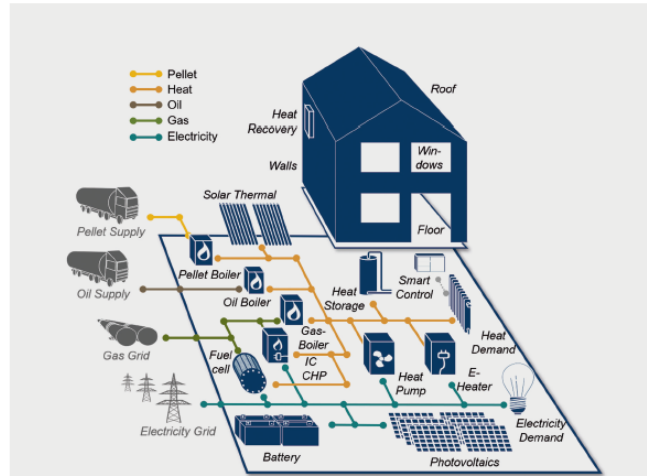 Pellet
Heat
Oil
Gas
Electricity
Roof
Heat
Recovery
Walls
Win-
dows
Floor
Solar Thermal
Pellet Supply
Pellet Boiler
Oil Supply
Oil Boiler
Heat
Storage
Smart
Control
Gas Grid
Fuel
cell
Gas-
Boiler
IC
CHP
Heat
Pump
E-
Heater
Heat
Demand
Electricity Grid
Battery
Photovoltaics
Electricity
Demand